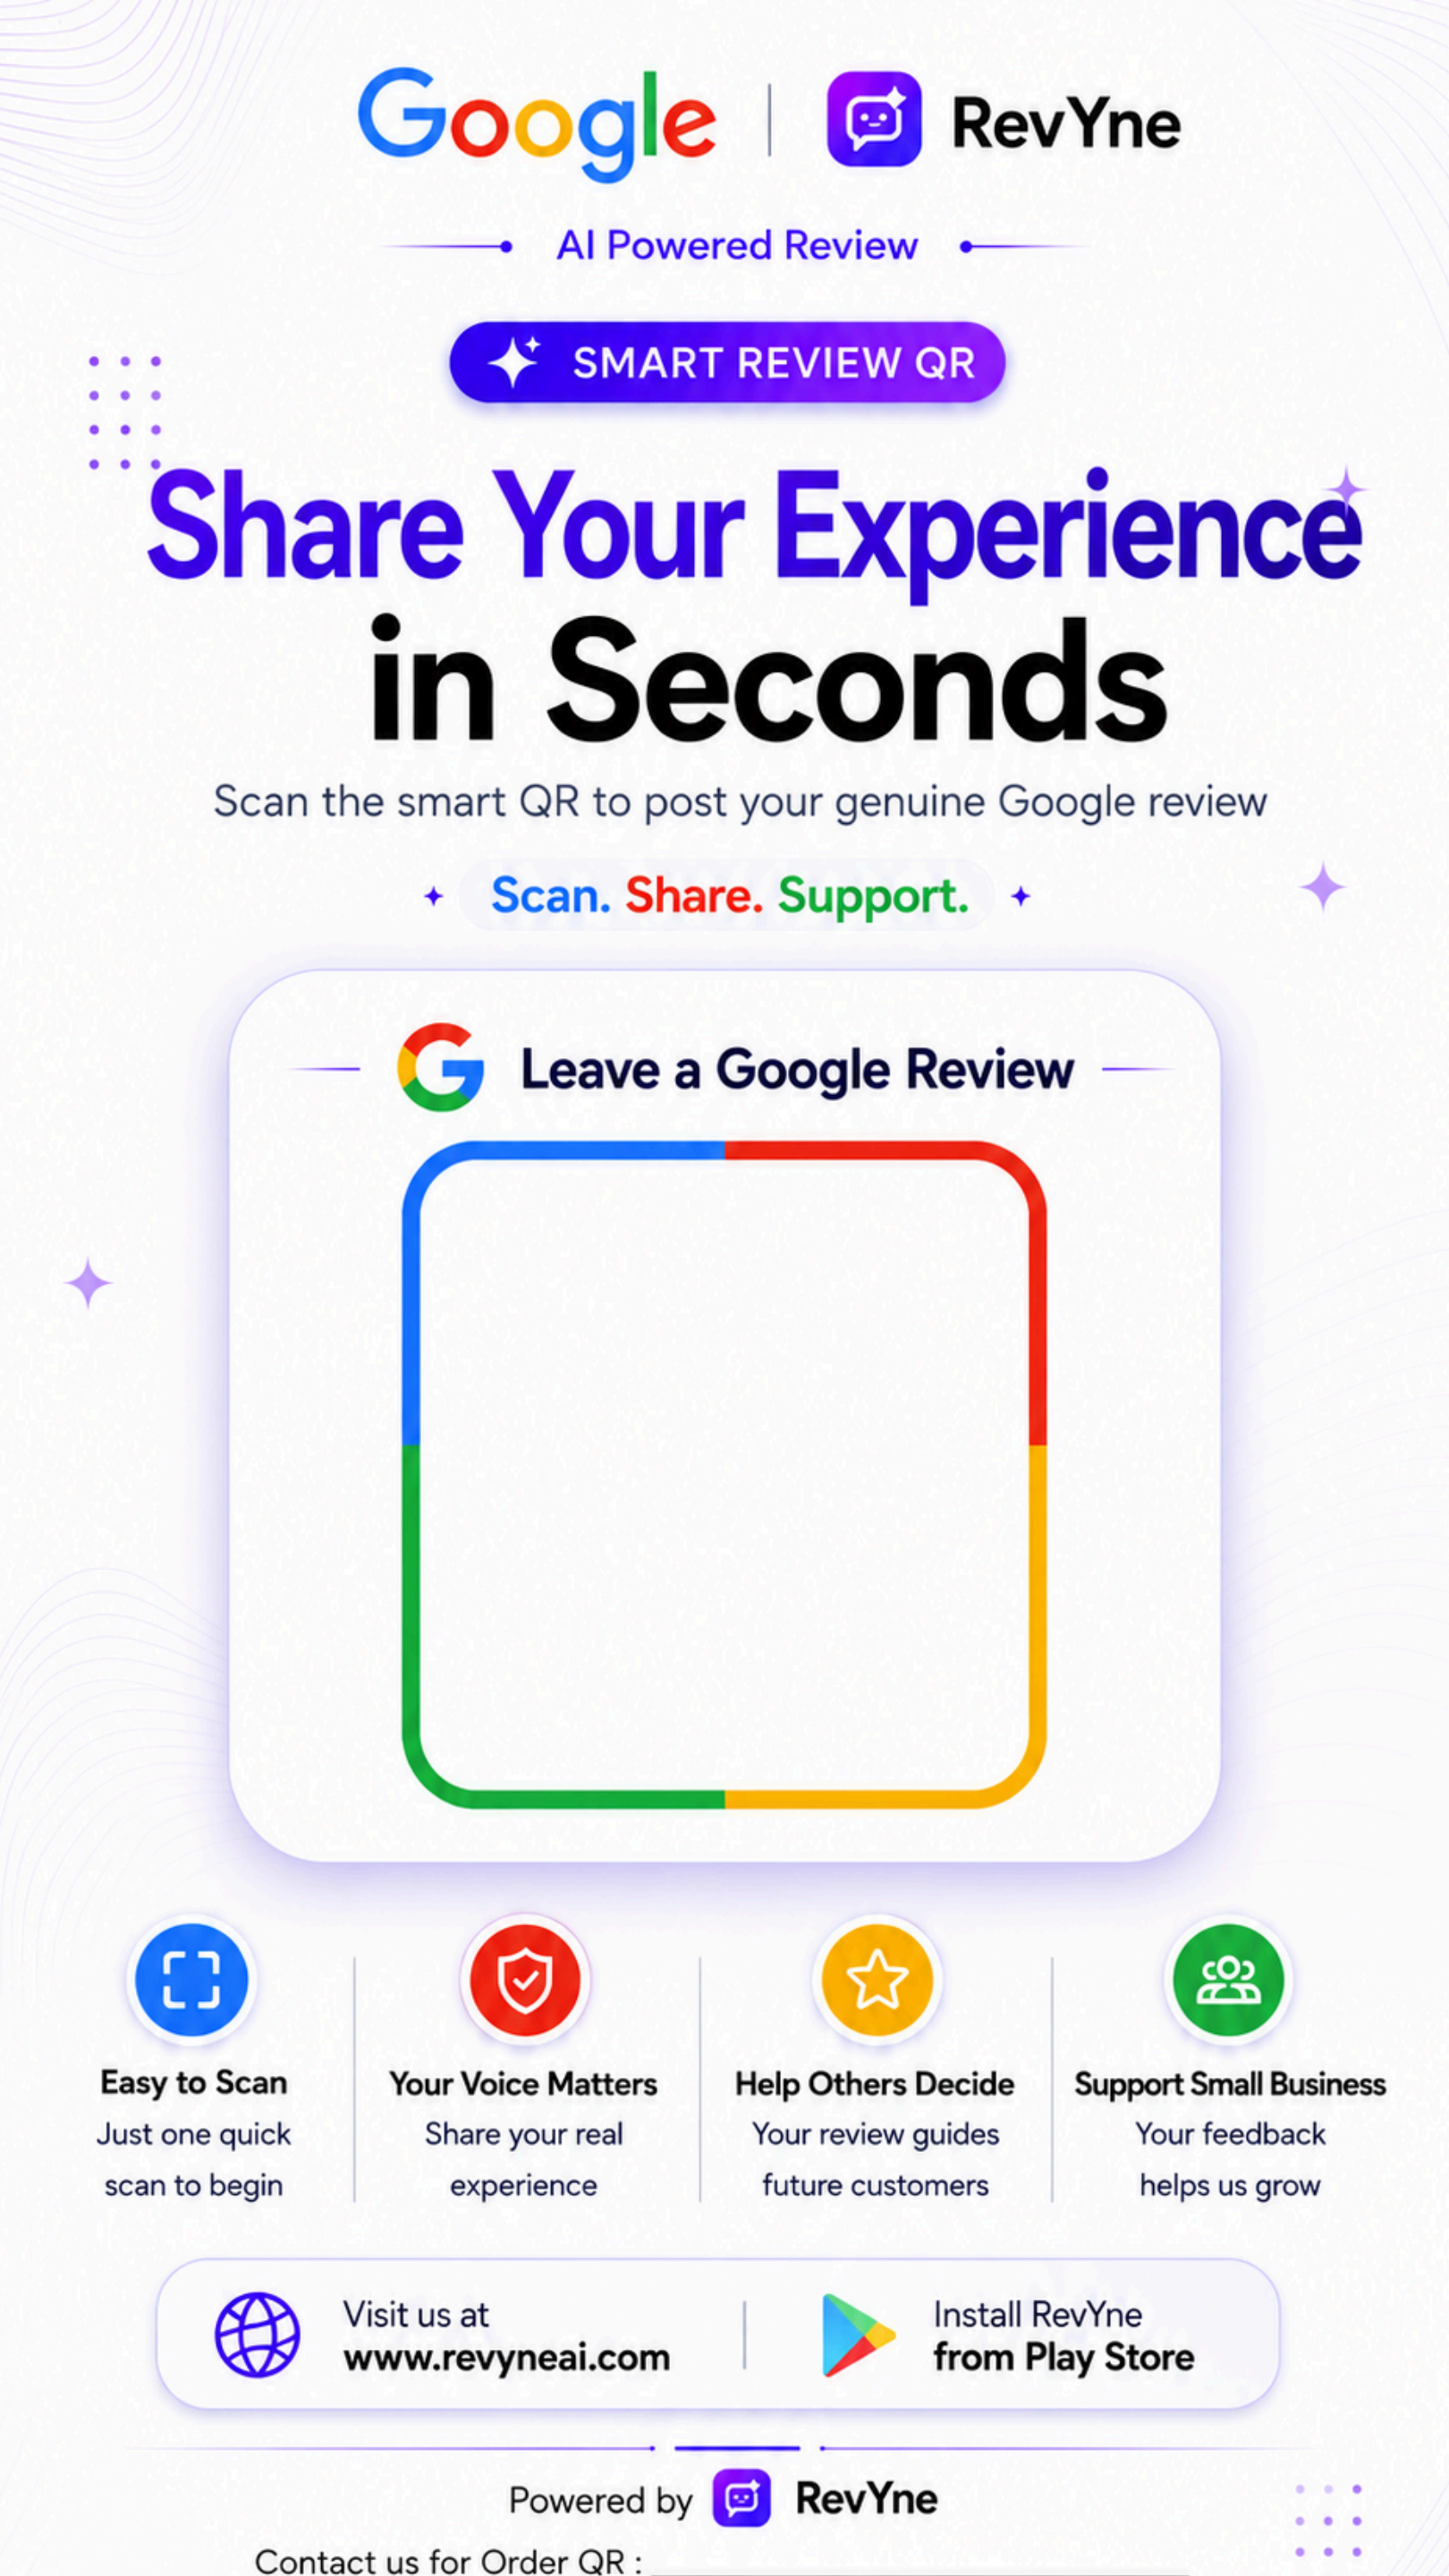 Google | RevYne
AI Powered Review
SMART REVIEW QR
Share Your Experience
in Seconds
Scan the smart QR to post your genuine Google review
Scan. Share. Support.
G Leave a Google Review
Easy to Scan
Just one quick
scan to begin
Your Voice Matters
Share your real
experience
Help Others Decide
Your review guides
future customers
Support Small Business
Your feedback
helps us grow
Visit us at
www.revyneai.com
Install RevYne
from Play Store
Powered by RevYne
Contact us for Order QR :